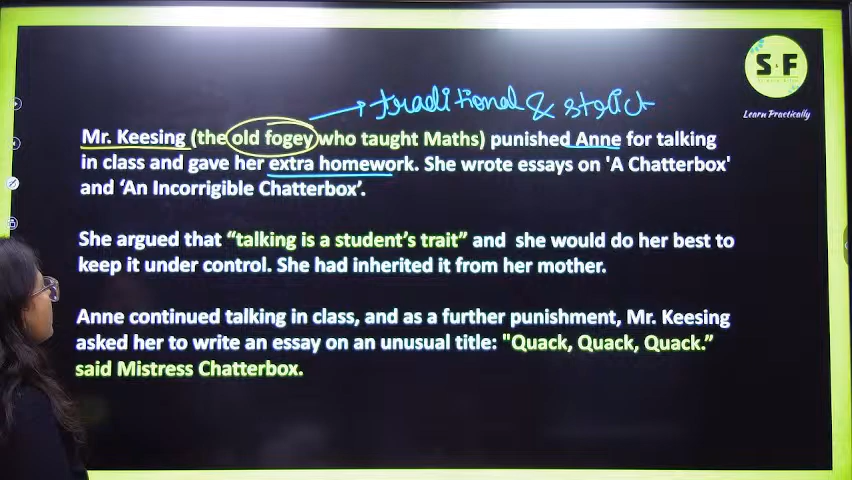 S&F
Learn Practically
traditional & strict
Mr. Keesing (the old fogey who taught Maths) punished Anne for talking
in class and gave her extra homework. She wrote essays on 'A Chatterbox'
and ‘An Incorrigible Chatterbox’.
She argued that “talking is a student’s trait” and she would do her best to
keep it under control. She had inherited it from her mother.
Anne continued talking in class, and as a further punishment, Mr. Keesing
asked her to write an essay on an unusual title: "Quack, Quack, Quack.”
said Mistress Chatterbox.